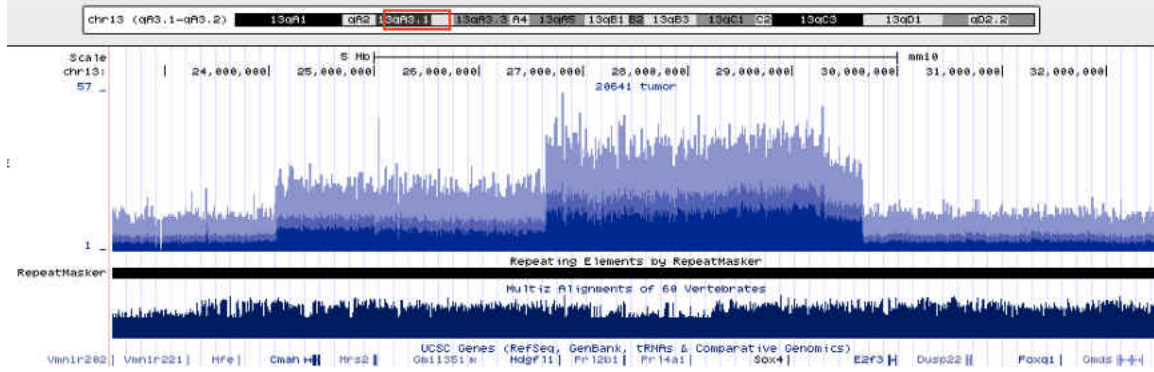 chr13 (qA3.1-qA3.2) 13qA1 qA2 13qA3.1 13qA3.3 A4 13qA5 13qB1 B2 13qB3 13qC1 C2 13qC3 13qD1 qD2.2
Scale 5 Mb mm10
chr13: 24,000,000 25,000,000 26,000,000 27,000,000 28,000,000 29,000,000 30,000,000 31,000,000 32,000,000
57 _ 20641 tumor
1 _
Repeating Elements by RepeatMasker
RepeatMasker
Multiz Alignments of 60 Vertebrates
UCSC Genes (RefSeq, GenBank, tRNAs & Comparative Genomics)
Vmn1r202 Vmn1r221 Hfe Cmah Mrs2 Gm11351 Hdgfl1 Prl2b1 Prl4a1 Sox4 E2f3 Dusp22 Foxq1 Gmds